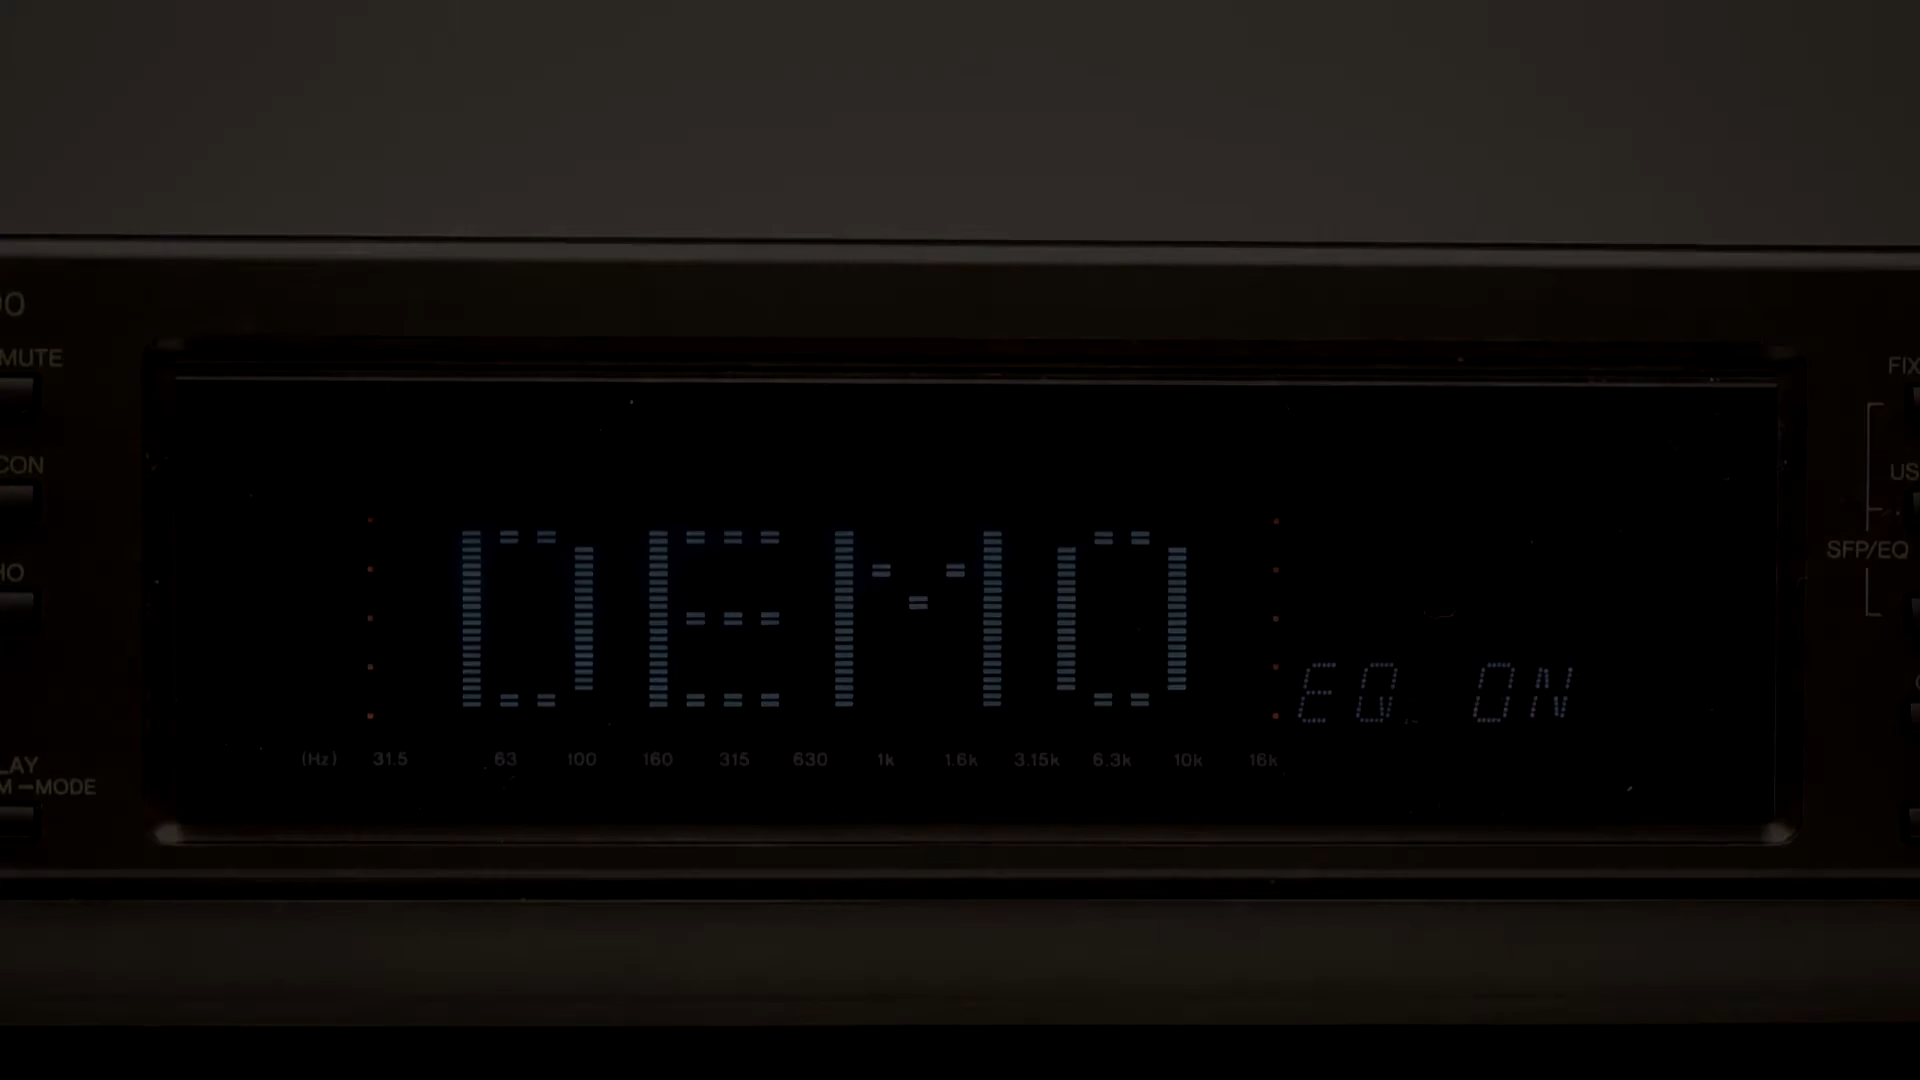 MUTE
FIX
CON
US
SFP/EQ
DEMO
EQ ON
(Hz) 31.5 63 100 160 315 630 1k 1.6k 3.15k 6.3k 10k 16k
LAY
M –MODE